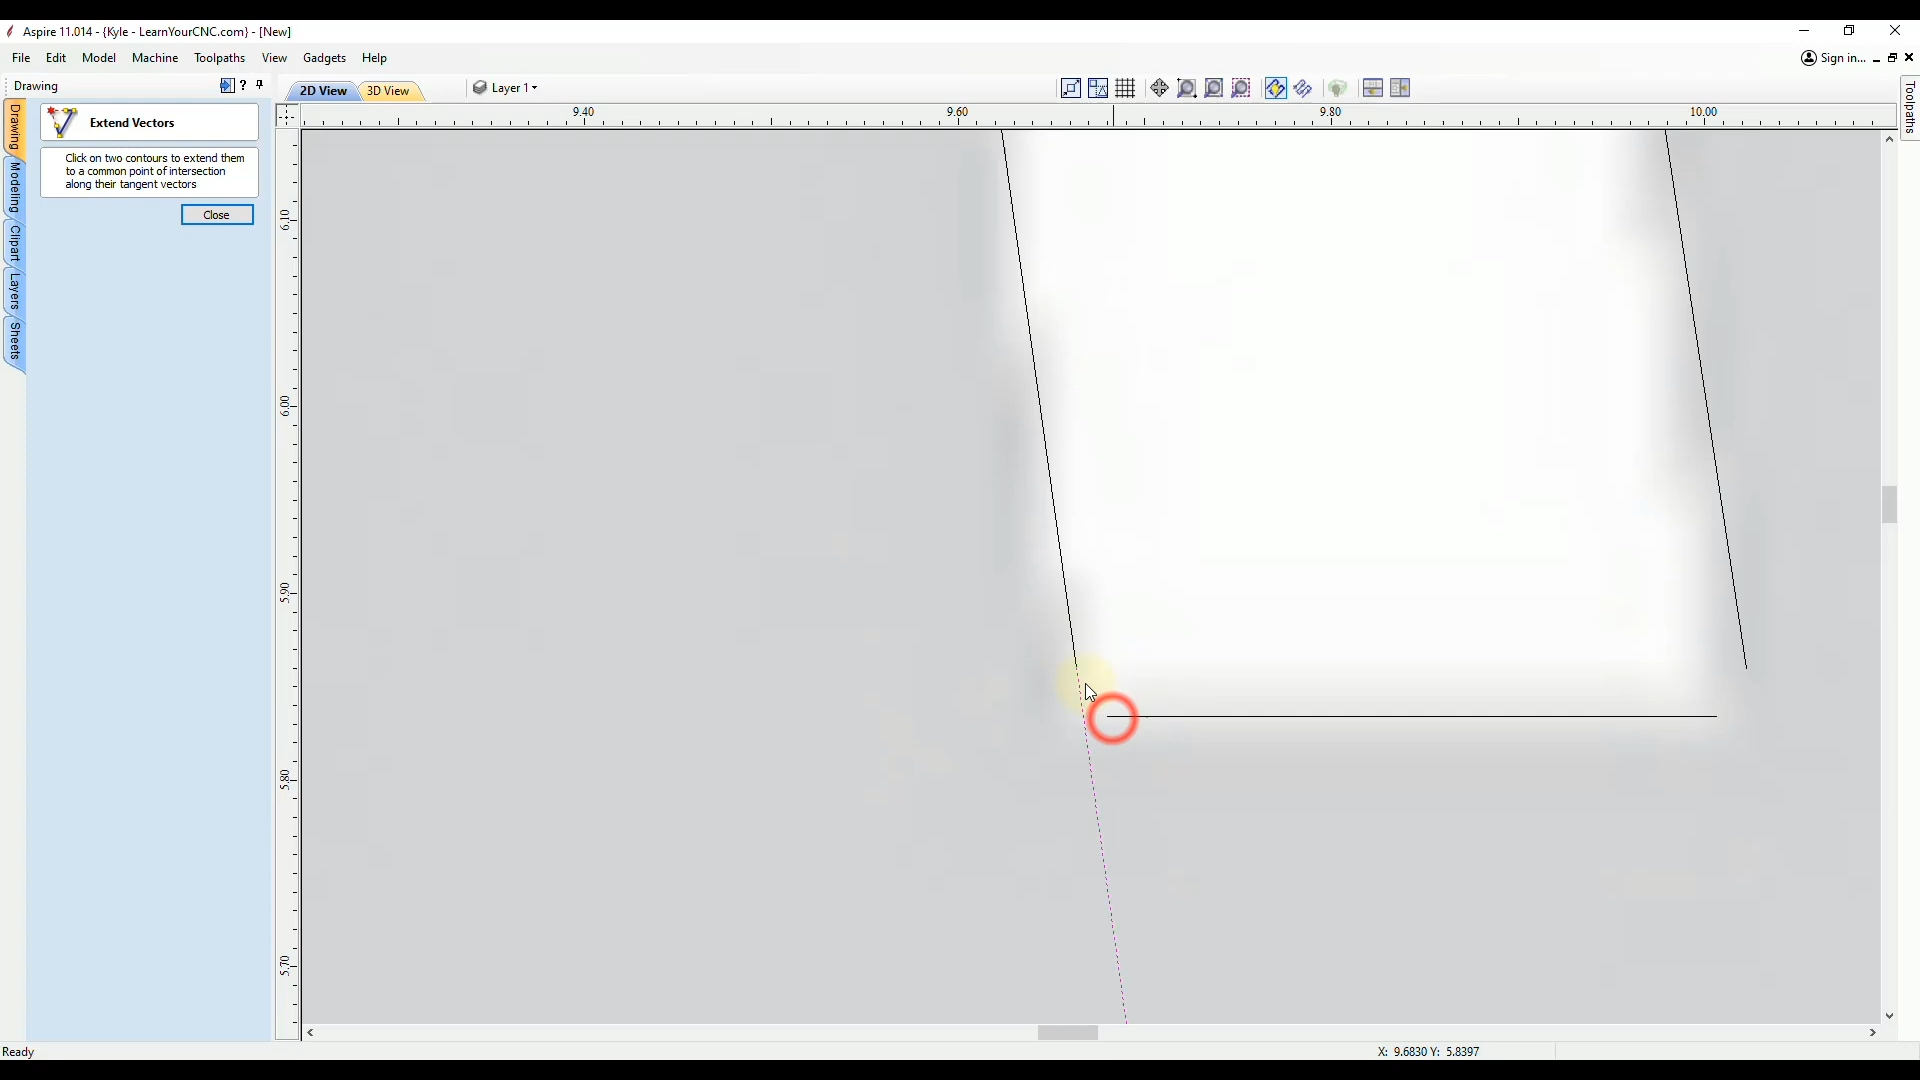 Aspire 11.014 - {Kyle - LearnYourCNC.com} - [New]
File Edit Model Machine Toolpaths View Gadgets Help
Sign in...
Drawing
?
2D View
3D View
Layer 1
Toolpaths
Drawing
Modeling
Clipart
Layers
Sheets
Extend Vectors
Click on two contours to extend them
to a common point of intersection
along their tangent vectors
Close
9.40 9.60 9.80 10.00
6.10
6.00
5.90
5.80
5.70
Ready
X: 9.6830 Y: 5.8397